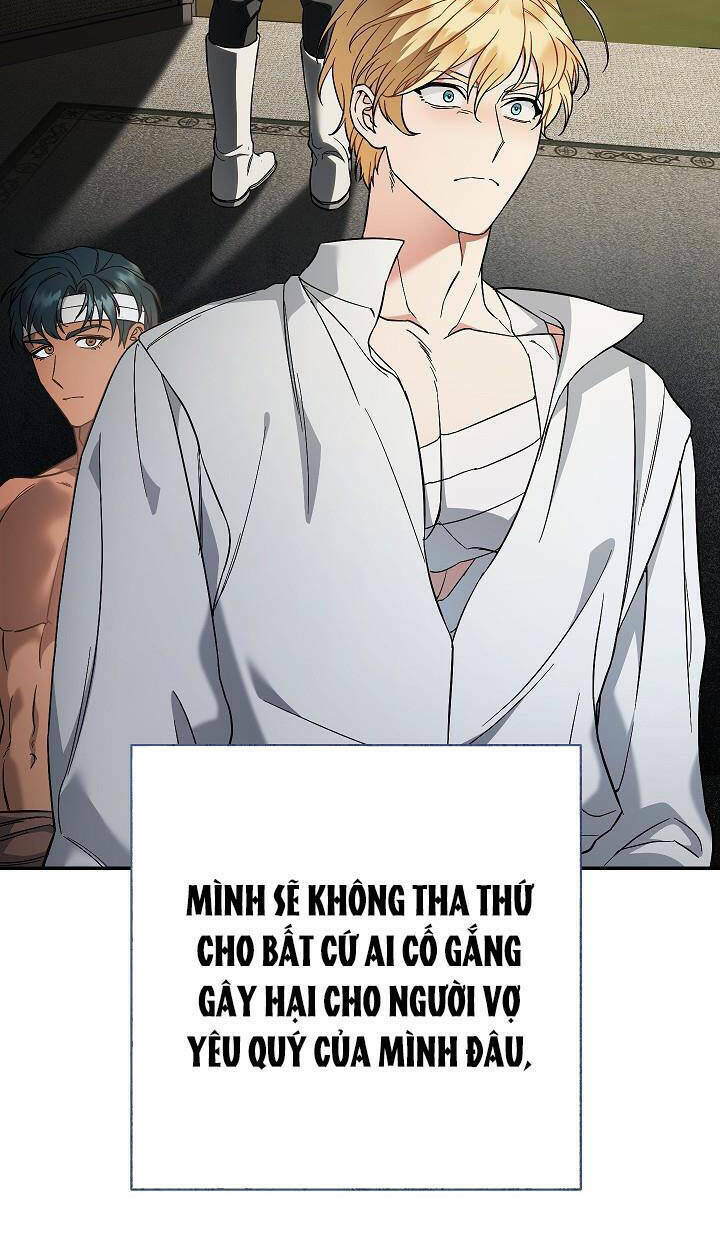 MÌNH SẼ KHÔNG THA THỨ
CHO BẤT CỨ AI CỐ GẮNG
GÂY HẠI CHO NGƯỜI VỢ
YÊU QUÝ CỦA MÌNH ĐÂU,